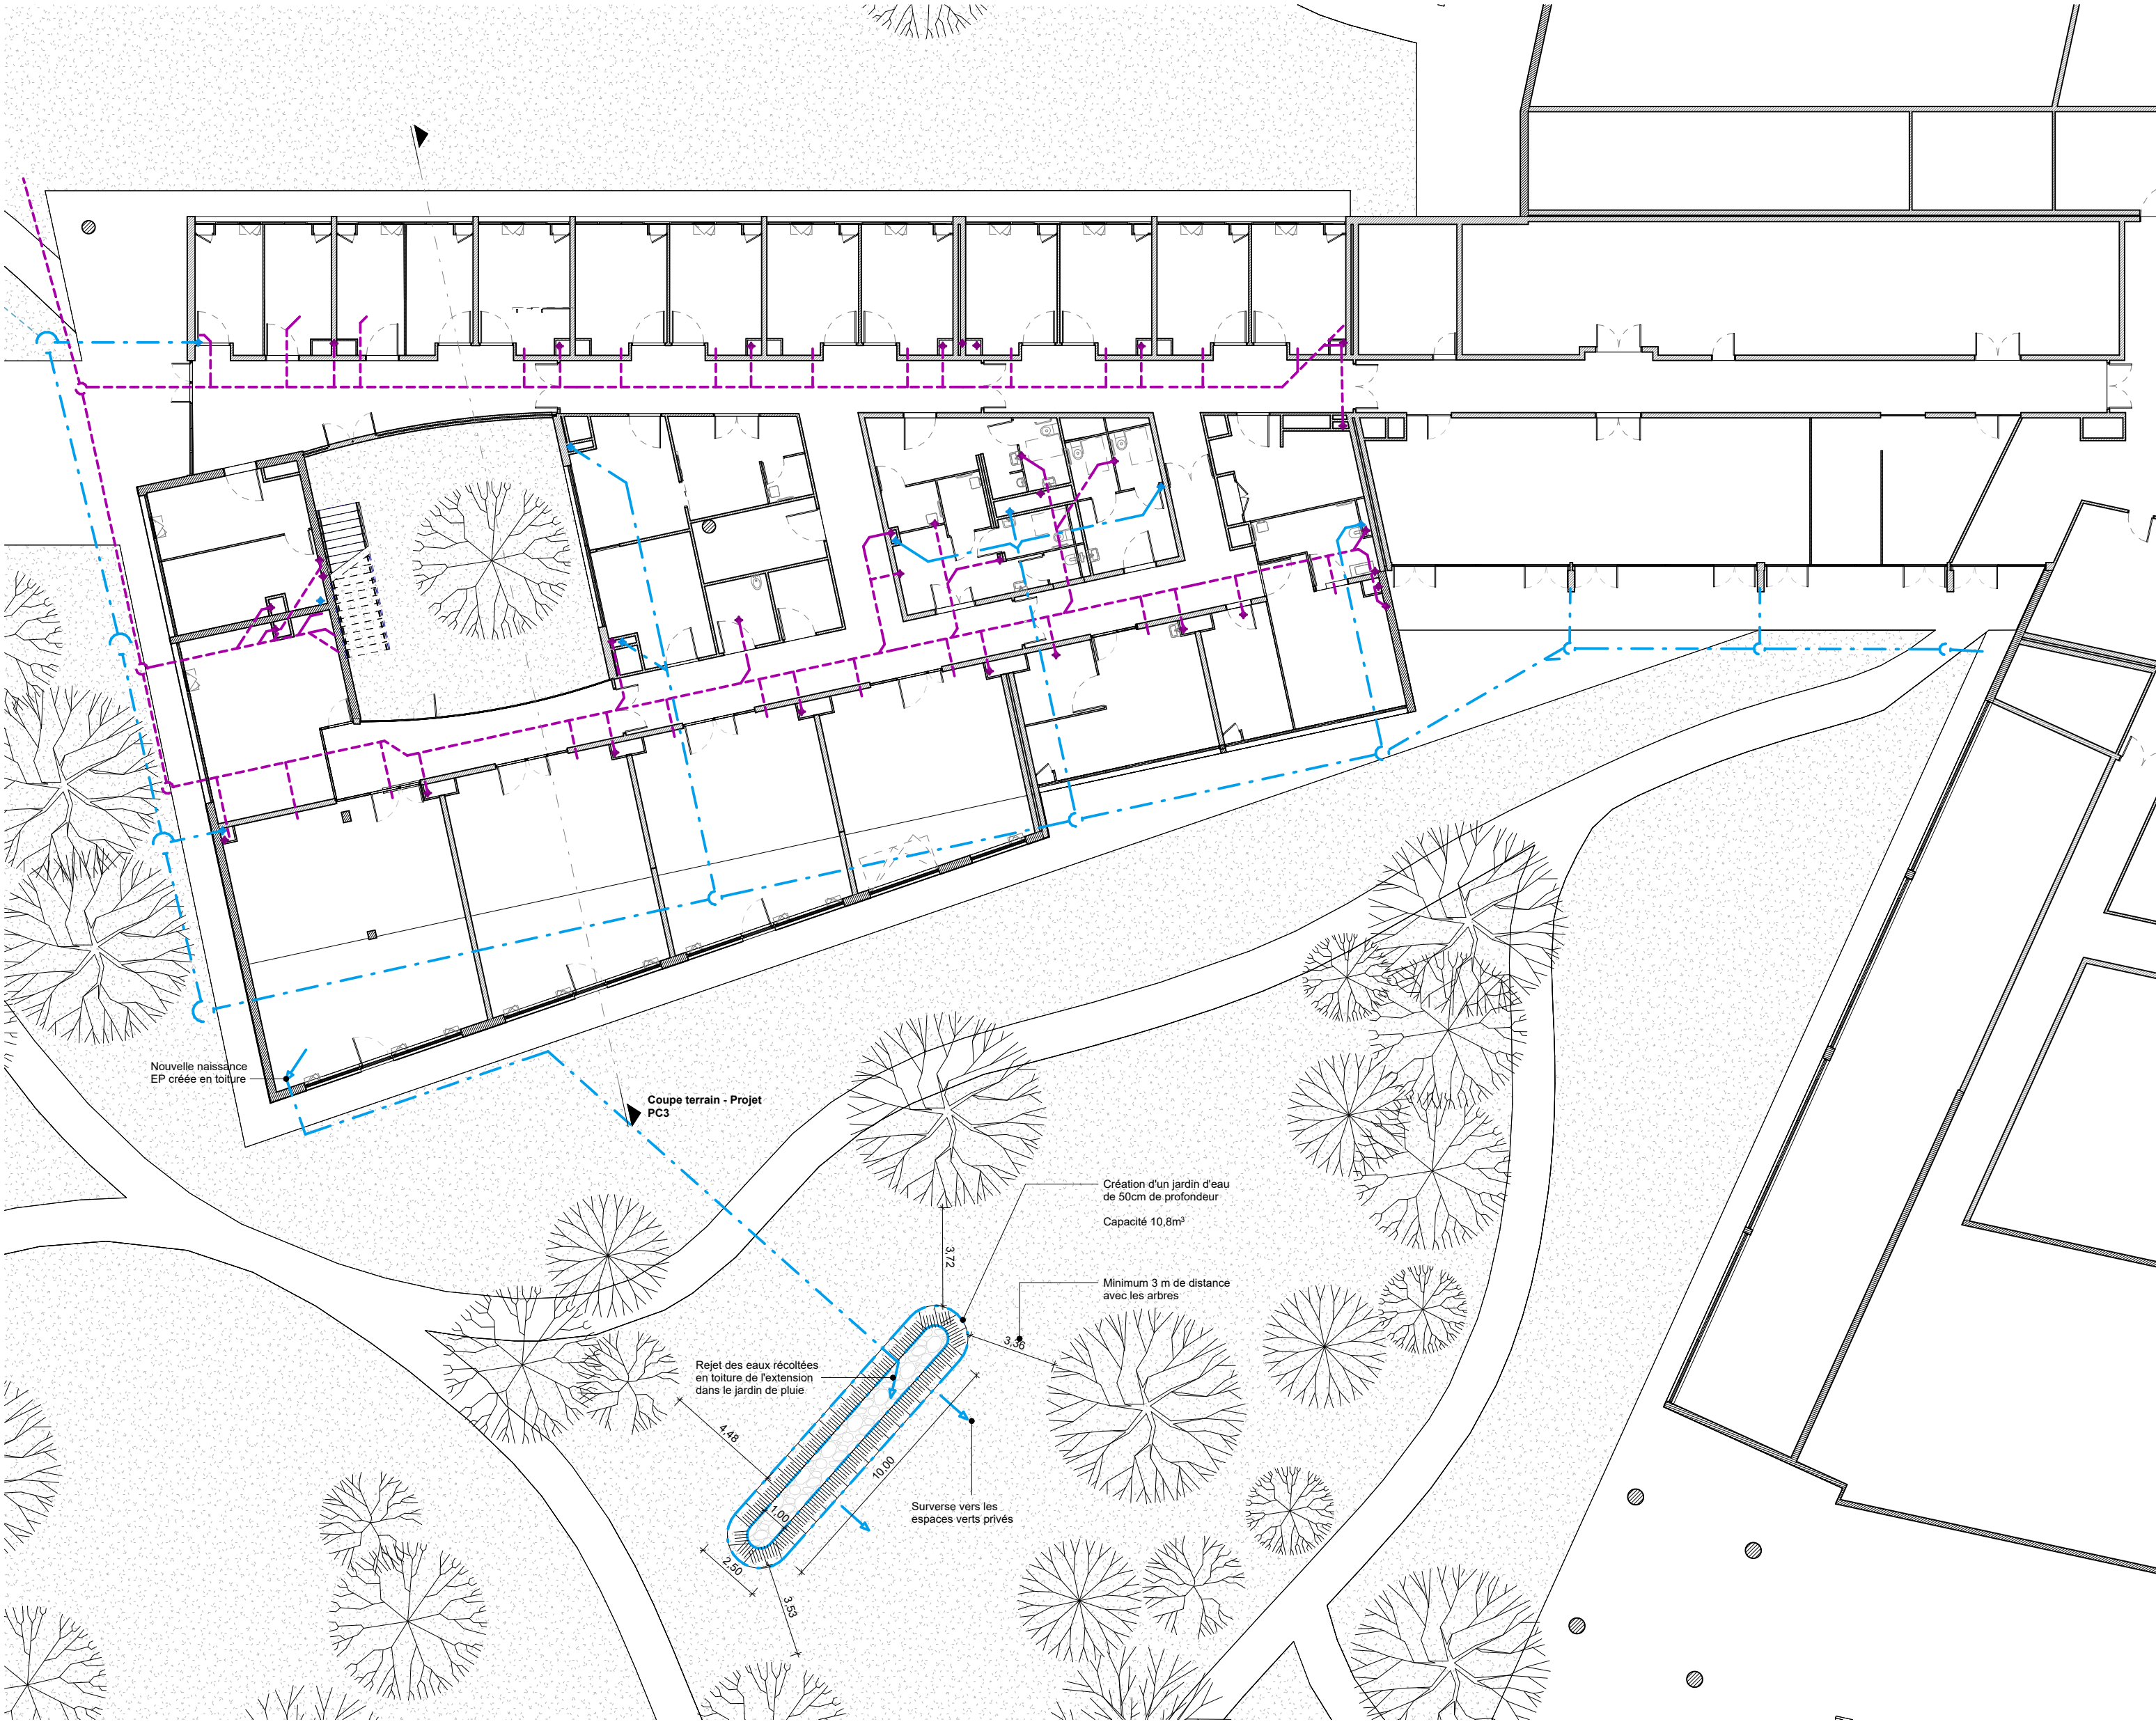 Nouvelle naissance
EP créée en toiture
Coupe terrain - Projet
PC3
Création d'un jardin d'eau
de 50cm de profondeur
Capacité 10,8m³
3,72
Minimum 3 m de distance
avec les arbres
3,36
Rejet des eaux récoltées
en toiture de l'extension
dans le jardin de pluie
4,48
10,00
1,00
Surverse vers les
espaces verts privés
2,50
3,53